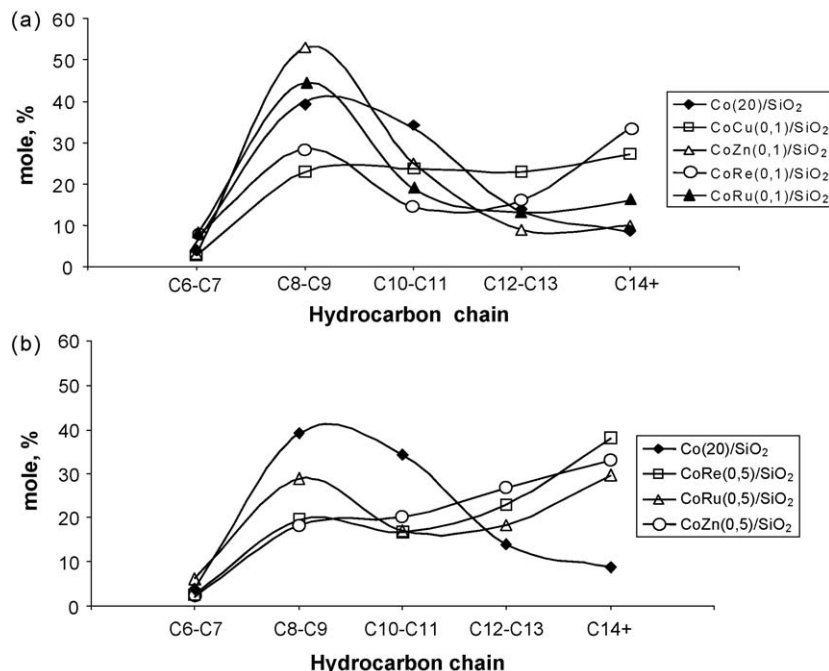 (a)
60
50
40
30
20
10
0
mole, %
C6-C7 C8-C9 C10-C11 C12-C13 C14+
Hydrocarbon chain
Co(20)/SiO₂
CoCu(0,1)/SiO₂
CoZn(0,1)/SiO₂
CoRe(0,1)/SiO₂
CoRu(0,1)/SiO₂
(b)
60
50
40
30
20
10
0
mole, %
C6-C7 C8-C9 C10-C11 C12-C13 C14+
Hydrocarbon chain
Co(20)/SiO₂
CoRe(0,5)/SiO₂
CoRu(0,5)/SiO₂
CoZn(0,5)/SiO₂